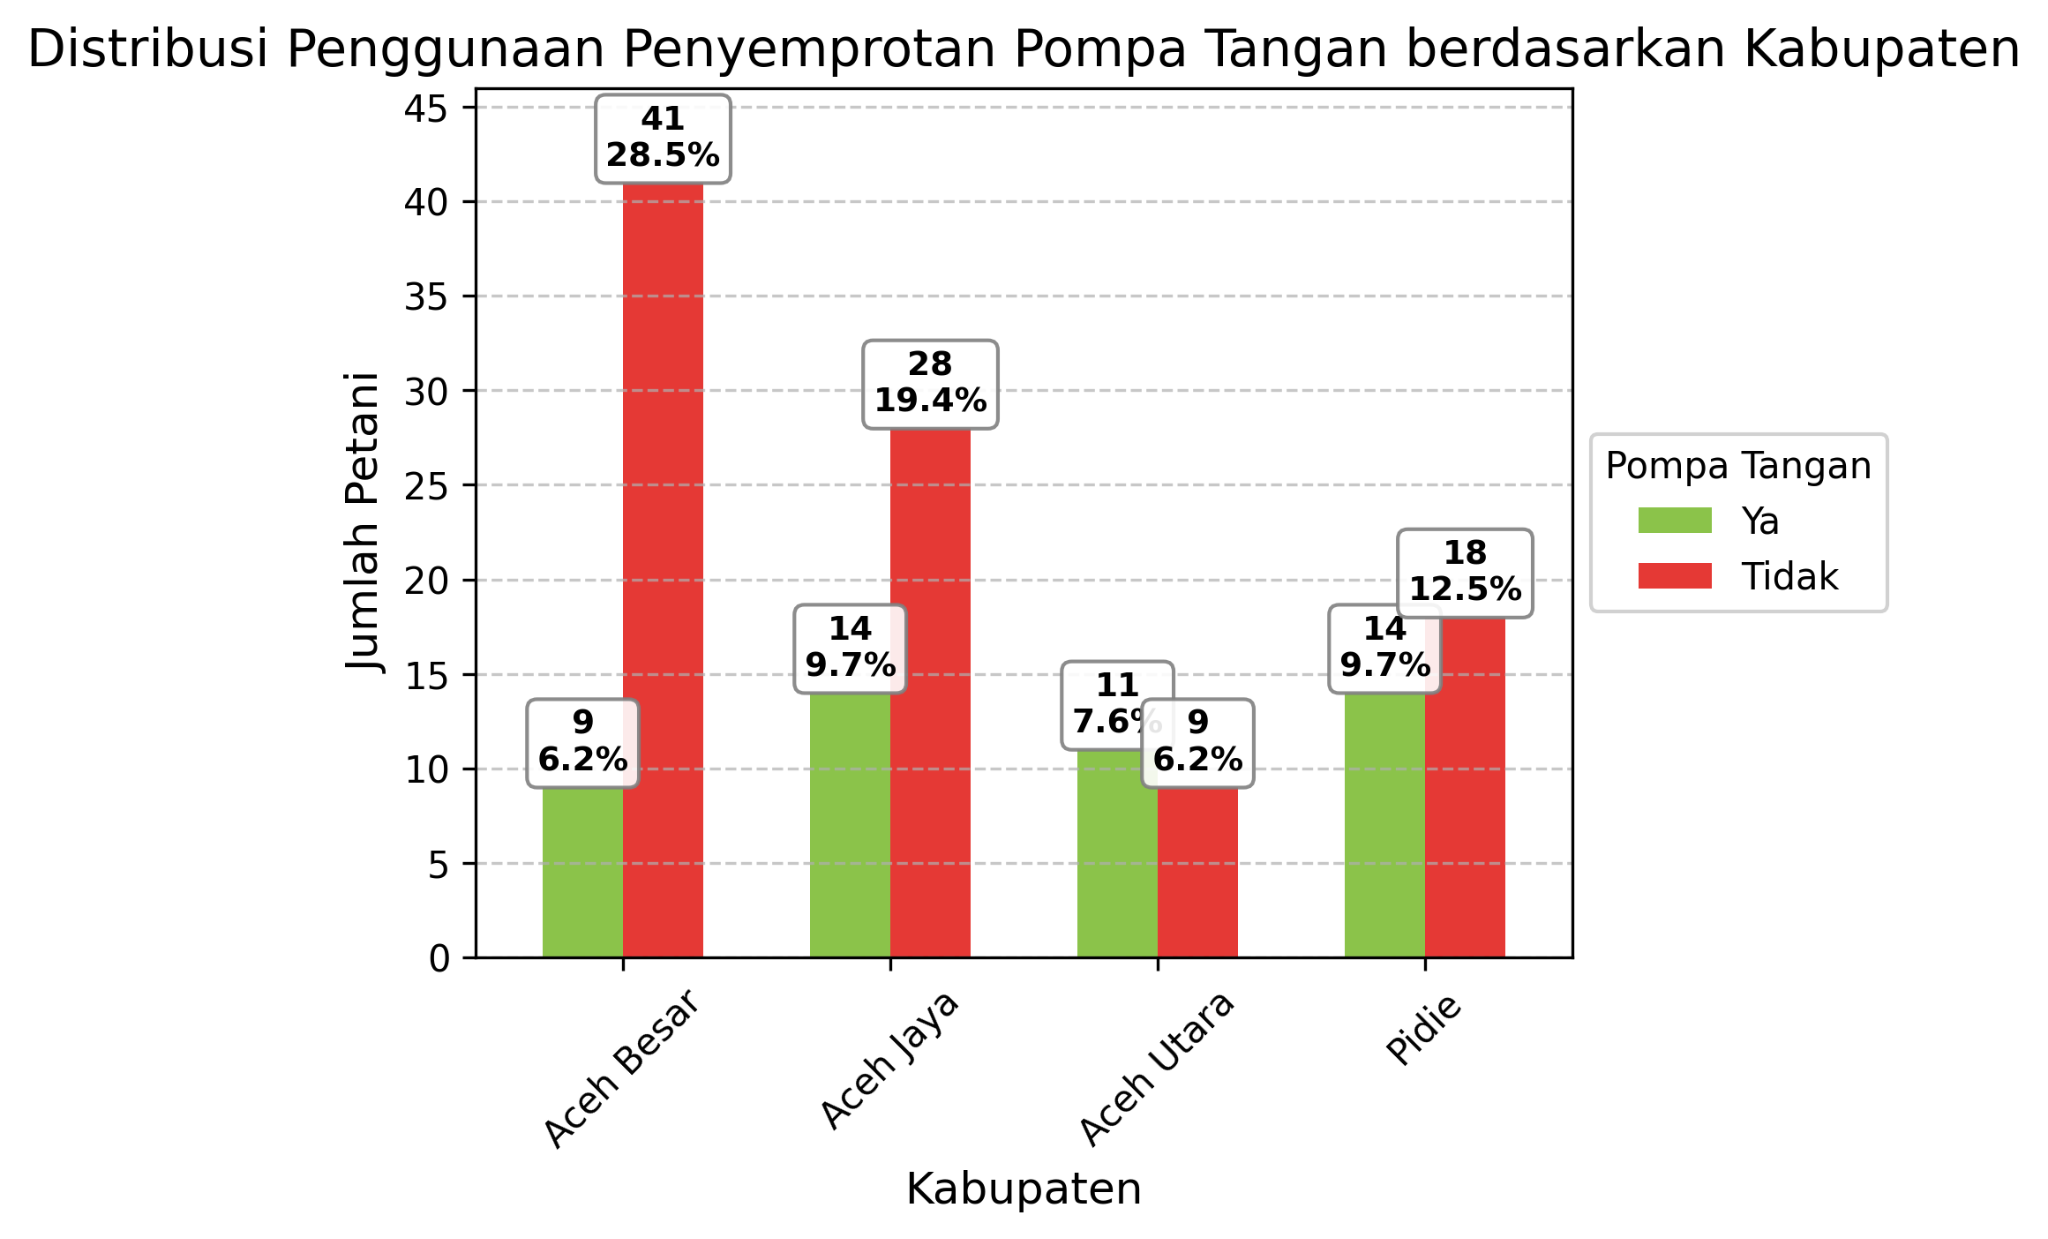 Distribusi Penggunaan Penyemprotan Pompa Tangan berdasarkan Kabupaten
Jumlah Petani
45
40
35
30
25
20
15
10
5
0
9
6.2%
41
28.5%
14
9.7%
28
19.4%
11
7.6%
9
6.2%
14
9.7%
18
12.5%
Aceh Besar
Aceh Jaya
Aceh Utara
Pidie
Kabupaten
Pompa Tangan
Ya
Tidak